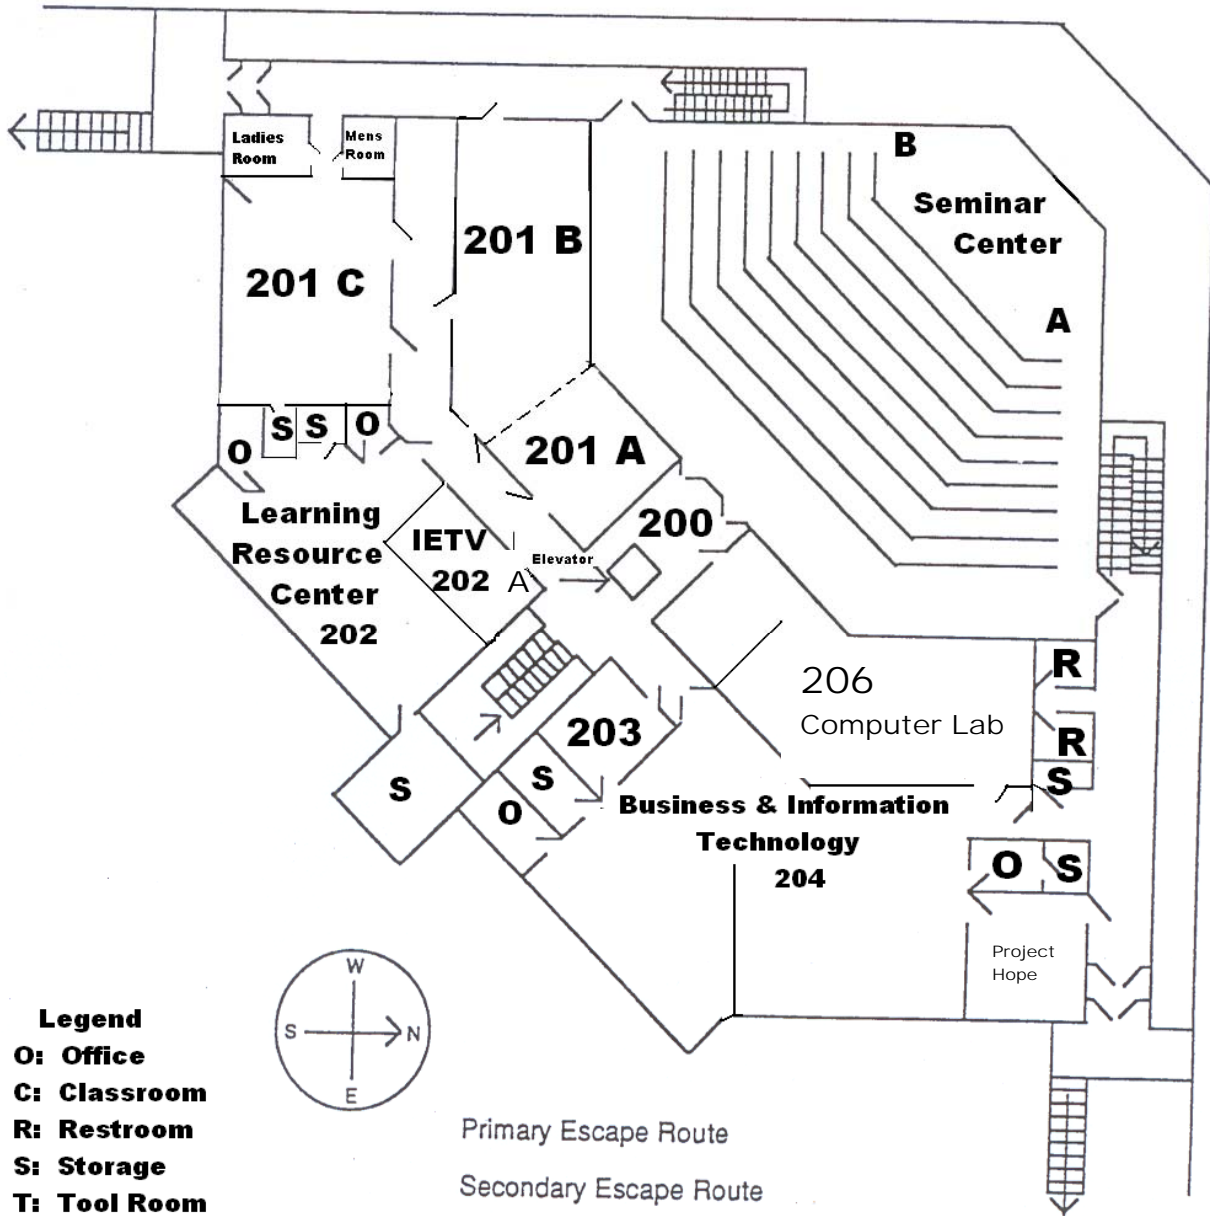 Ladies
Room
Mens
Room
B
Seminar
Center
A
201 B
201 C
S
S
O
O
201 A
Learning
Resource
Center
202
IETV
202 A
Elevator
200
206
Computer Lab
R
R
S
203
S
O
S
Business & Information
Technology
204
O
S
Project
Hope
W
S
N
E
Legend
O: Office
C: Classroom
R: Restroom
S: Storage
T: Tool Room
Primary Escape Route
Secondary Escape Route